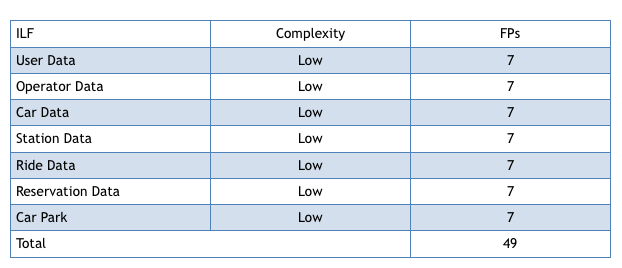 ILF Complexity FPs
User Data Low 7
Operator Data Low 7
Car Data Low 7
Station Data Low 7
Ride Data Low 7
Reservation Data Low 7
Car Park Low 7
Total 49